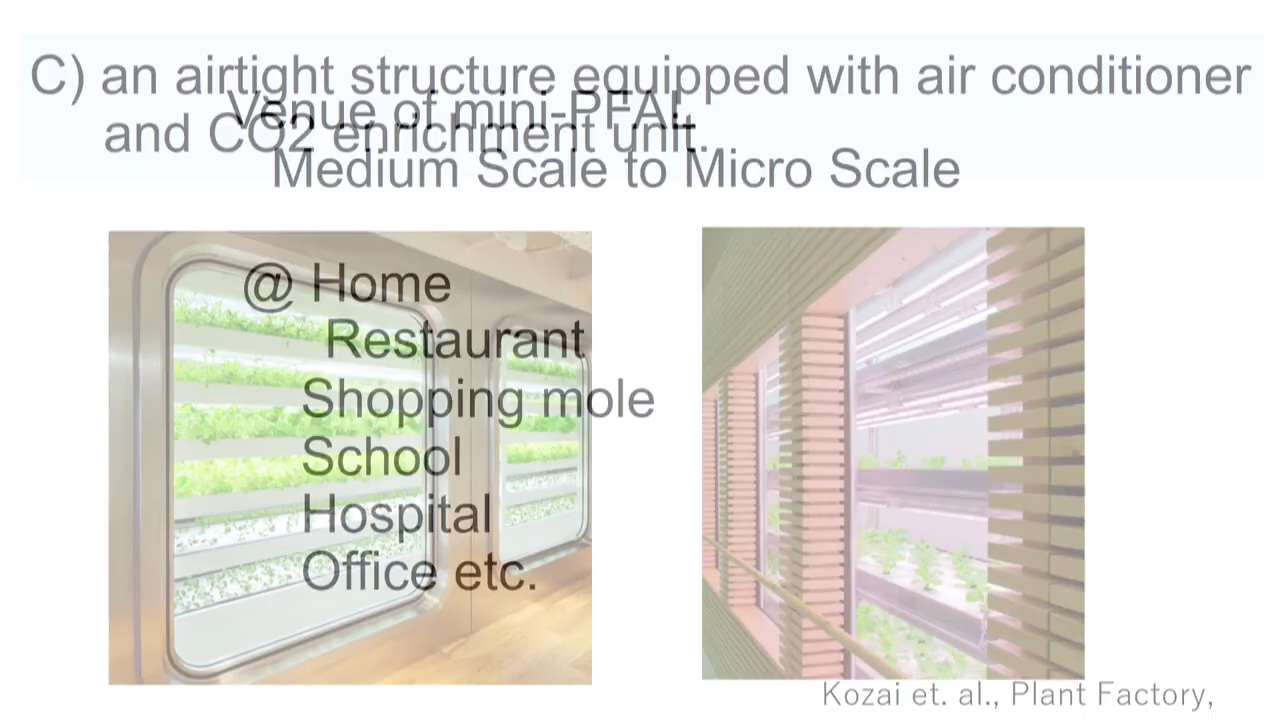 C) an airtight structure equipped with air conditioner
and CO2 enrichment unit.
Venue of mini-PFAL
Medium Scale to Micro Scale
@ Home
Restaurant
Shopping mole
School
Hospital
Office etc.
Kozai et. al., Plant Factory,